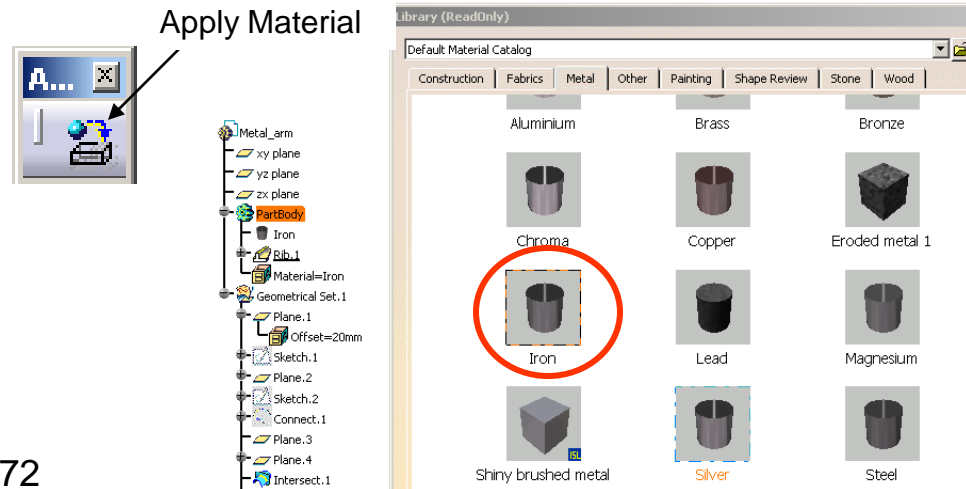 Apply Material
A...
Metal_arm
xy plane
yz plane
zx plane
PartBody
Iron
Rib.1
Material=Iron
Geometrical Set.1
Plane.1
Offset=20mm
Sketch.1
Plane.2
Sketch.2
Connect.1
Plane.3
Plane.4
Intersect.1
Library (ReadOnly)
Default Material Catalog
Construction Fabrics Metal Other Painting Shape Review Stone Wood
Aluminium Brass Bronze
Chroma Copper Eroded metal 1
Iron Lead Magnesium
ISL
Shiny brushed metal Silver Steel
72